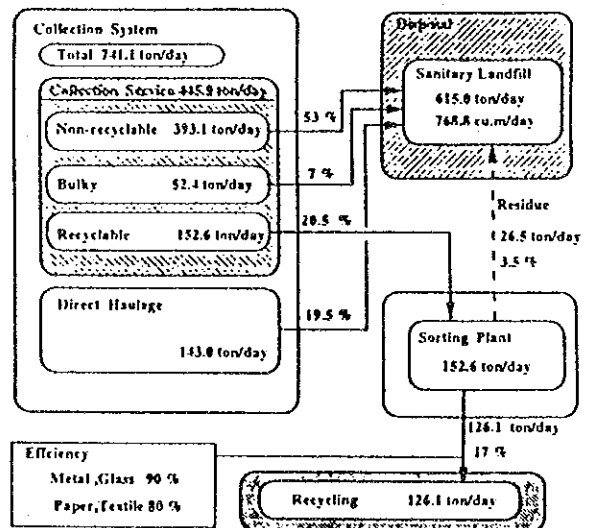 Collection System
Total 741.1 ton/day
Collection Service 445.9 ton/day
Non-recyclable 393.1 ton/day
Bulky 52.4 ton/day
Recyclable 152.6 ton/day
Direct Haulage
143.0 ton/day
53 %
7 %
20.5 %
19.5 %
Disposal
Sanitary Landfill
615.0 ton/day
768.8 cu.m/day
Residue
26.5 ton/day
3.5 %
Sorting Plant
152.6 ton/day
126.1 ton/day
17 %
Efficiency
Metal,Glass 90 %
Paper,Textile 80 %
Recycling 126.1 ton/day